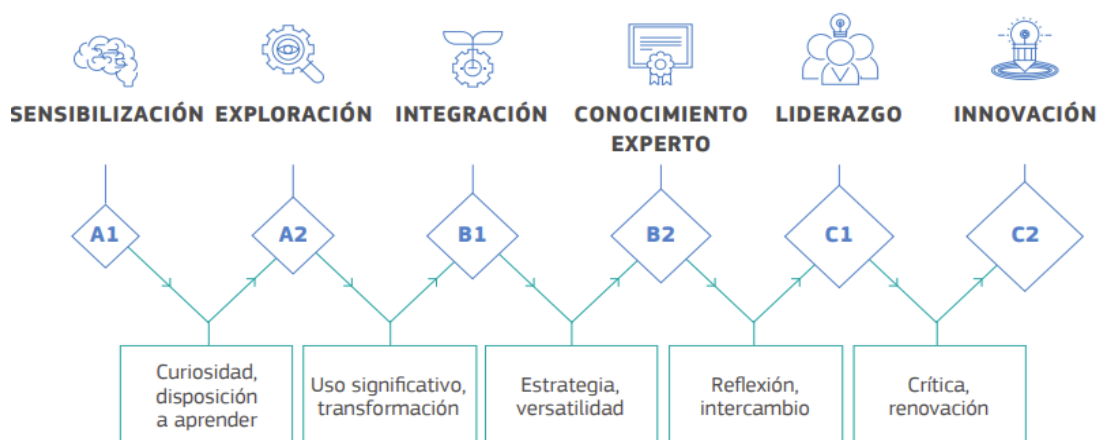 SENSIBILIZACIÓN
EXPLORACIÓN
INTEGRACIÓN
CONOCIMIENTO
EXPERTO
LIDERAZGO
INNOVACIÓN
A1
A2
B1
B2
C1
C2
Curiosidad,
disposición
a aprender
Uso significativo,
transformación
Estrategia,
versatilidad
Reflexión,
intercambio
Crítica,
renovación